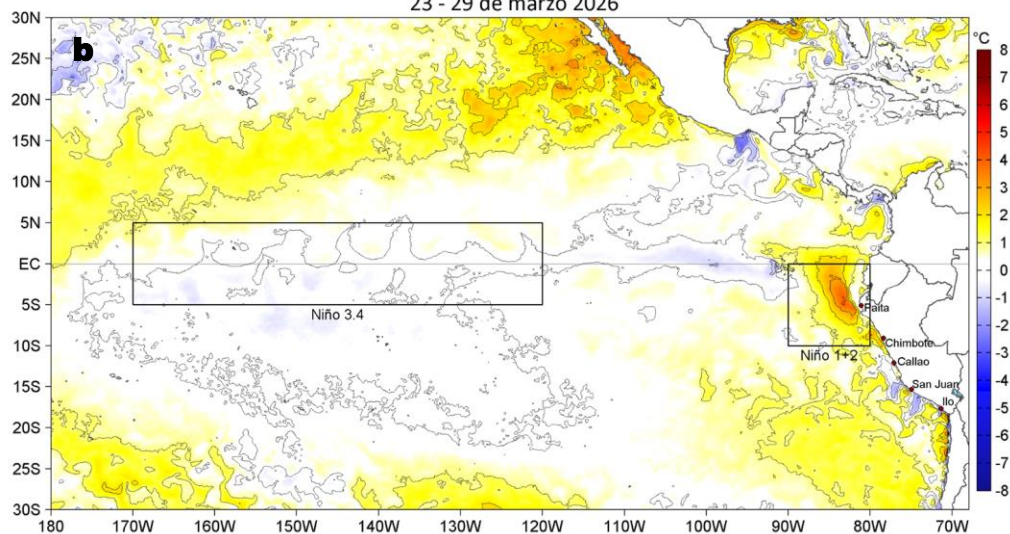 23 - 29 de marzo 2026
b
°C
30N
25N
20N
15N
10N
5N
EC
5S
10S
15S
20S
25S
30S
180
170W
160W
150W
140W
130W
120W
110W
100W
90W
80W
70W
Niño 3.4
Niño 1+2
Paita
Chimbote
Callao
San Juan
Ilo
8
7
6
5
4
3
2
1
0
-1
-2
-3
-4
-5
-6
-7
-8